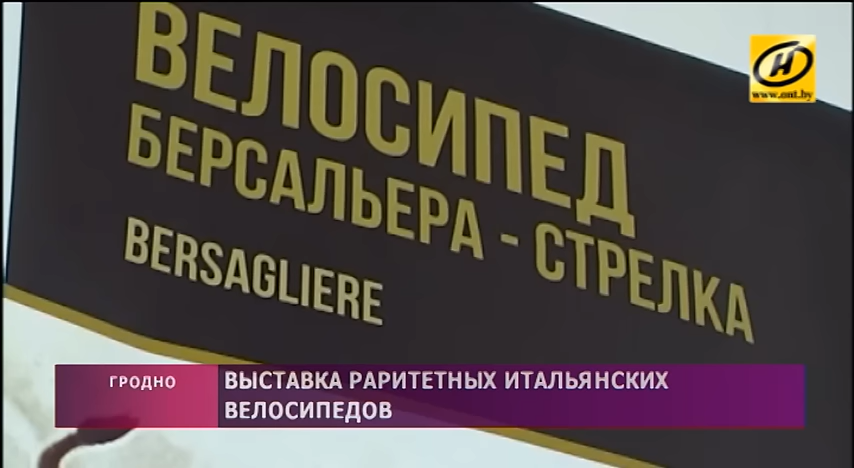 ВЕЛОСИПЕД
БЕРСАЛЬЕРА - СТРЕЛКА
BERSAGLIERE
www.ont.by
ГРОДНО
ВЫСТАВКА РАРИТЕТНЫХ ИТАЛЬЯНСКИХ
ВЕЛОСИПЕДОВ